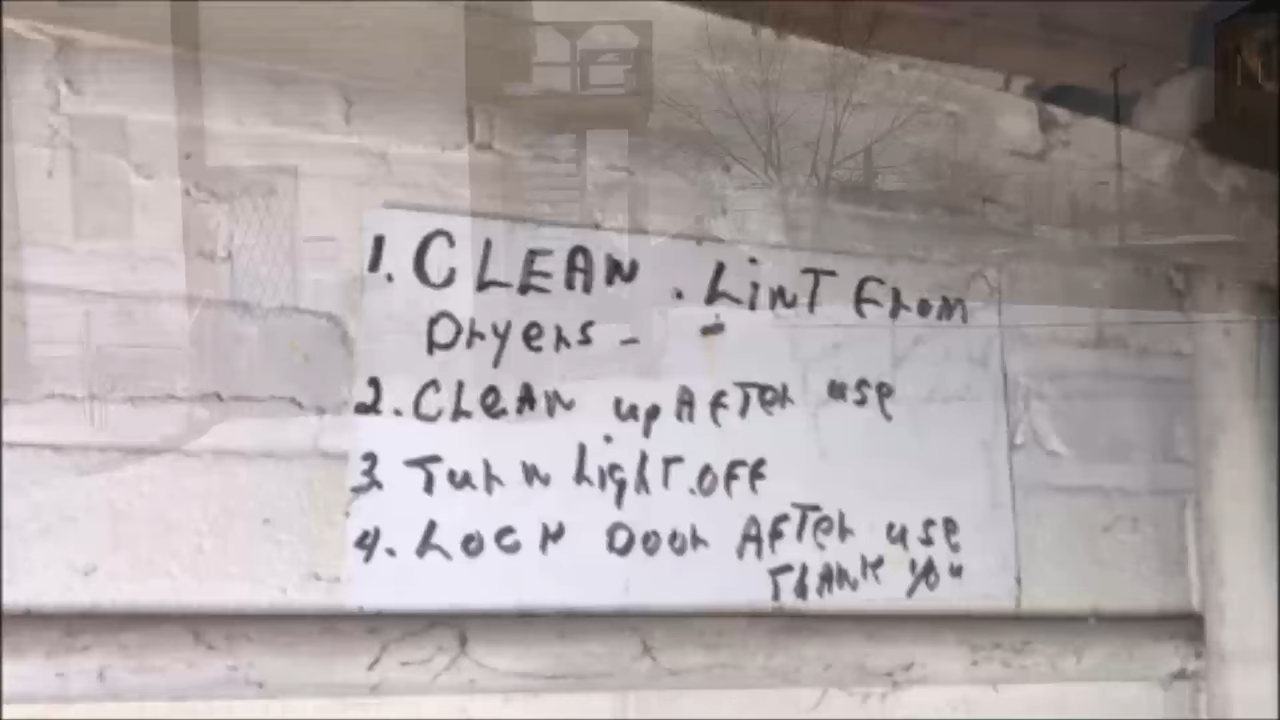 1. CLEAN . LinT From
Dryers -
2. CLeAN up AFTer use
3. Turn Light.off
4. Lock Door AFTer use
THANK you